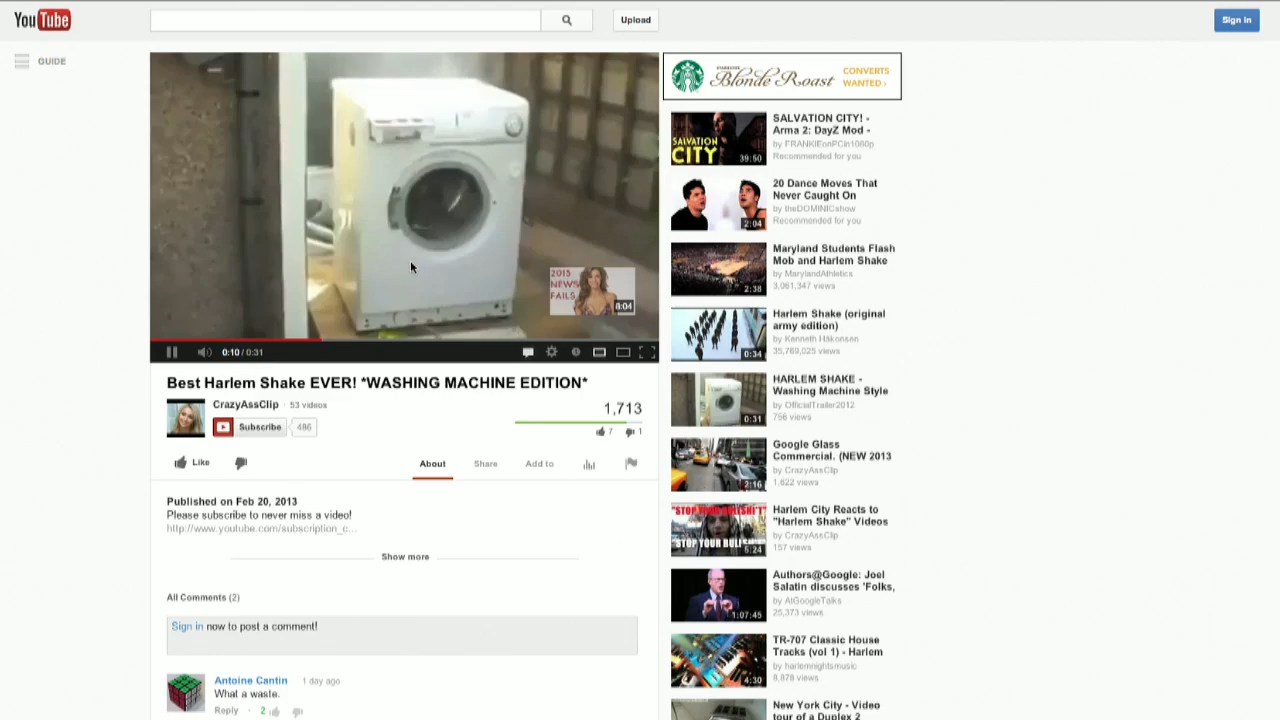 YouTube
Upload
Sign In
GUIDE
2015
NEWS
FAILS
8:04
0:10 / 0:31
Best Harlem Shake EVER! *WASHING MACHINE EDITION*
CrazyAssClip · 53 videos
Subscribe 486
1,713
7 1
Like
About Share Add to
Published on Feb 20, 2013
Please subscribe to never miss a video!
http://www.youtube.com/subscription_c...
Show more
All Comments (2)
Sign in now to post a comment!
Antoine Cantin 1 day ago
What a waste.
Reply · 2
Blonde Roast
CONVERTS
WANTED ›
SALVATION
CITY
39:50
SALVATION CITY! -
Arma 2: DayZ Mod -
by FRANKIEonPCin1080p
Recommended for you
2:04
20 Dance Moves That
Never Caught On
by theDOMINICshow
Recommended for you
2:38
Maryland Students Flash
Mob and Harlem Shake
by MarylandAthletics
3,061,347 views
0:34
Harlem Shake (original
army edition)
by Kenneth Håkonsen
35,769,025 views
0:31
HARLEM SHAKE -
Washing Machine Style
by OfficialTrailer2012
756 views
2:16
Google Glass
Commercial. (NEW 2013
by CrazyAssClip
1,622 views
"STOP YOUR BULLSHIT"
5:24
Harlem City Reacts to
"Harlem Shake" Videos
by CrazyAssClip
157 views
1:07:45
Authors@Google: Joel
Salatin discusses 'Folks,
by AtGoogleTalks
25,373 views
4:30
TR-707 Classic House
Tracks (vol 1) - Harlem
by harlemnightsmusic
8,878 views
New York City - Video
tour of a Duplex 2